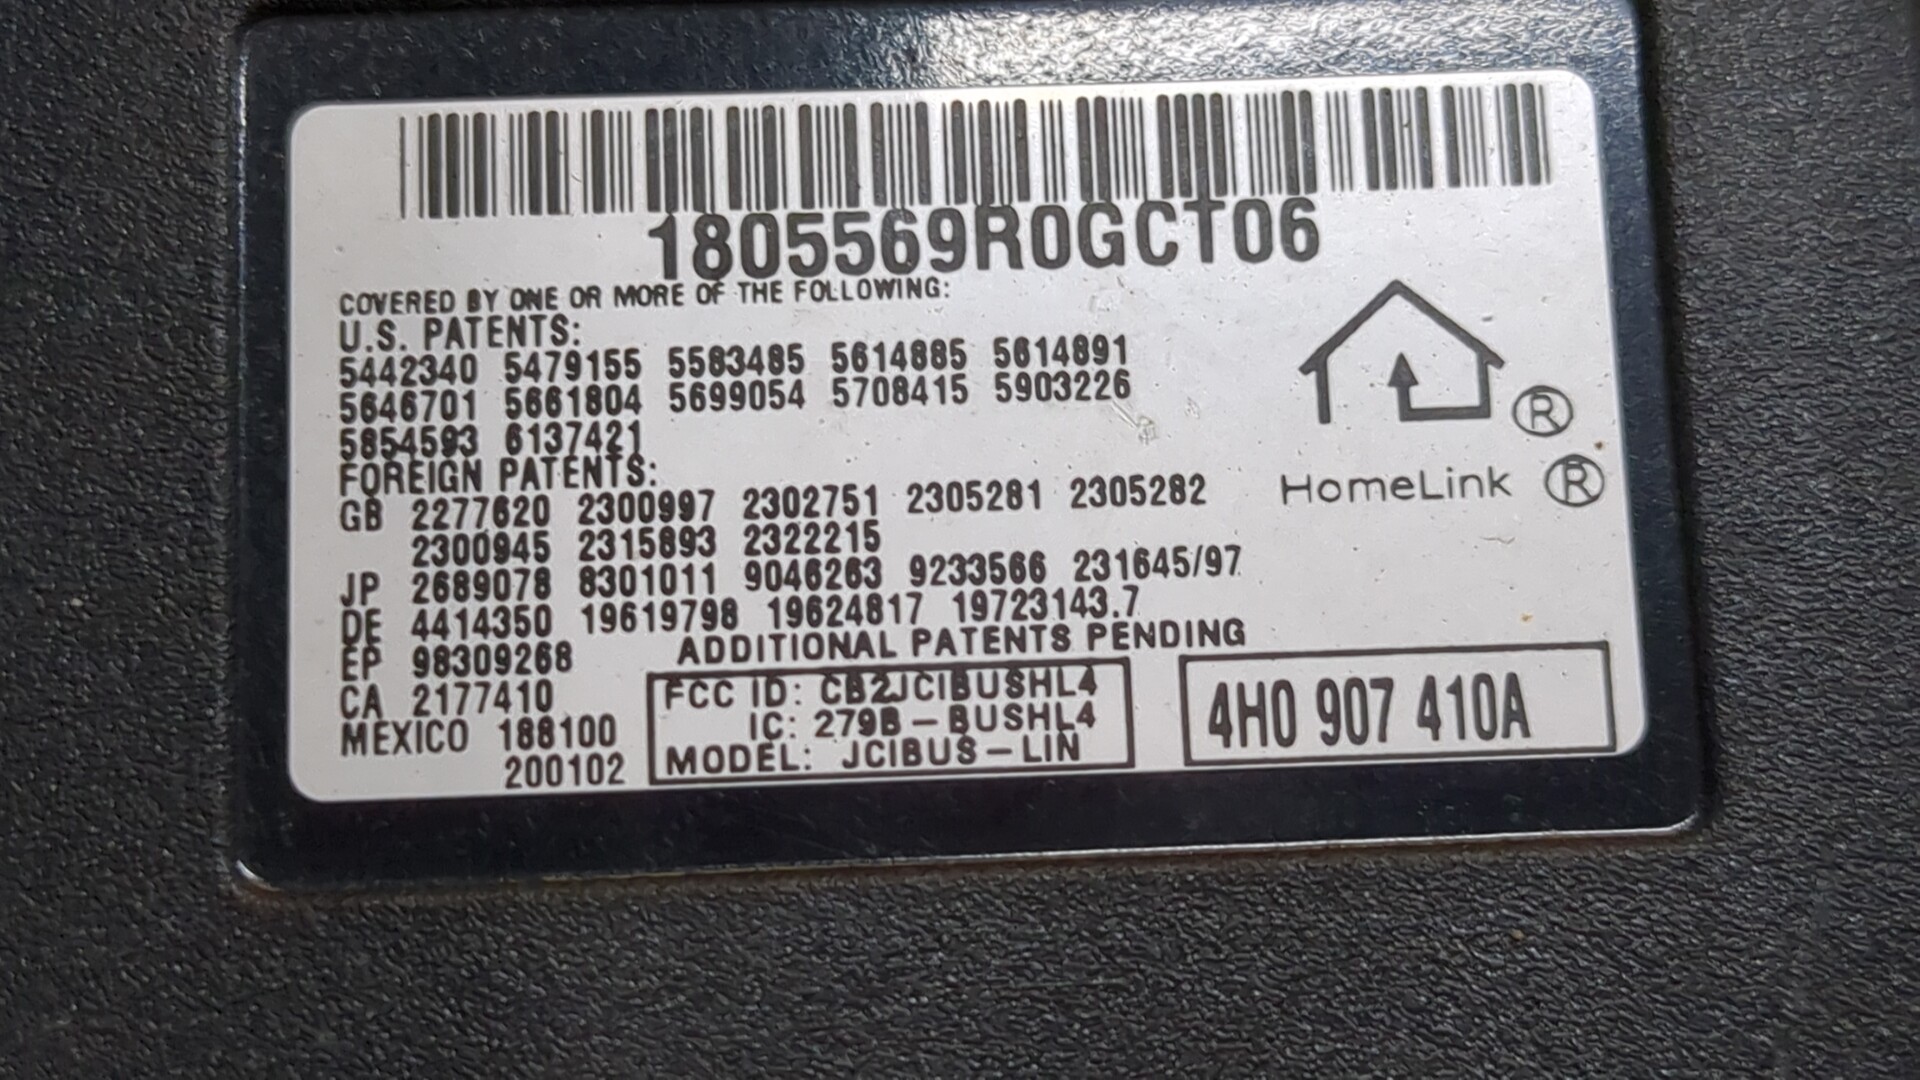 1805569R0GCT06
COVERED BY ONE OR MORE OF THE FOLLOWING:
U.S. PATENTS:
5442340 5479155 5583485 5614885 5614891
5646701 5661804 5699054 5708415 5903226
5854593 6137421
FOREIGN PATENTS:
GB 2277620 2300997 2302751 2305281 2305282
2300945 2315893 2322215
JP 2689078 8301011 9046263 9233566 231645/97
DE 4414350 19619798 19624817 19723143.7
EP 98309268
CA 2177410
MEXICO 188100
200102
ADDITIONAL PATENTS PENDING
FCC ID: CB2JCIBUSHL4
IC: 279B-BUSHL4
MODEL: JCIBUS-LIN
®
HomeLink ®
4H0 907 410A